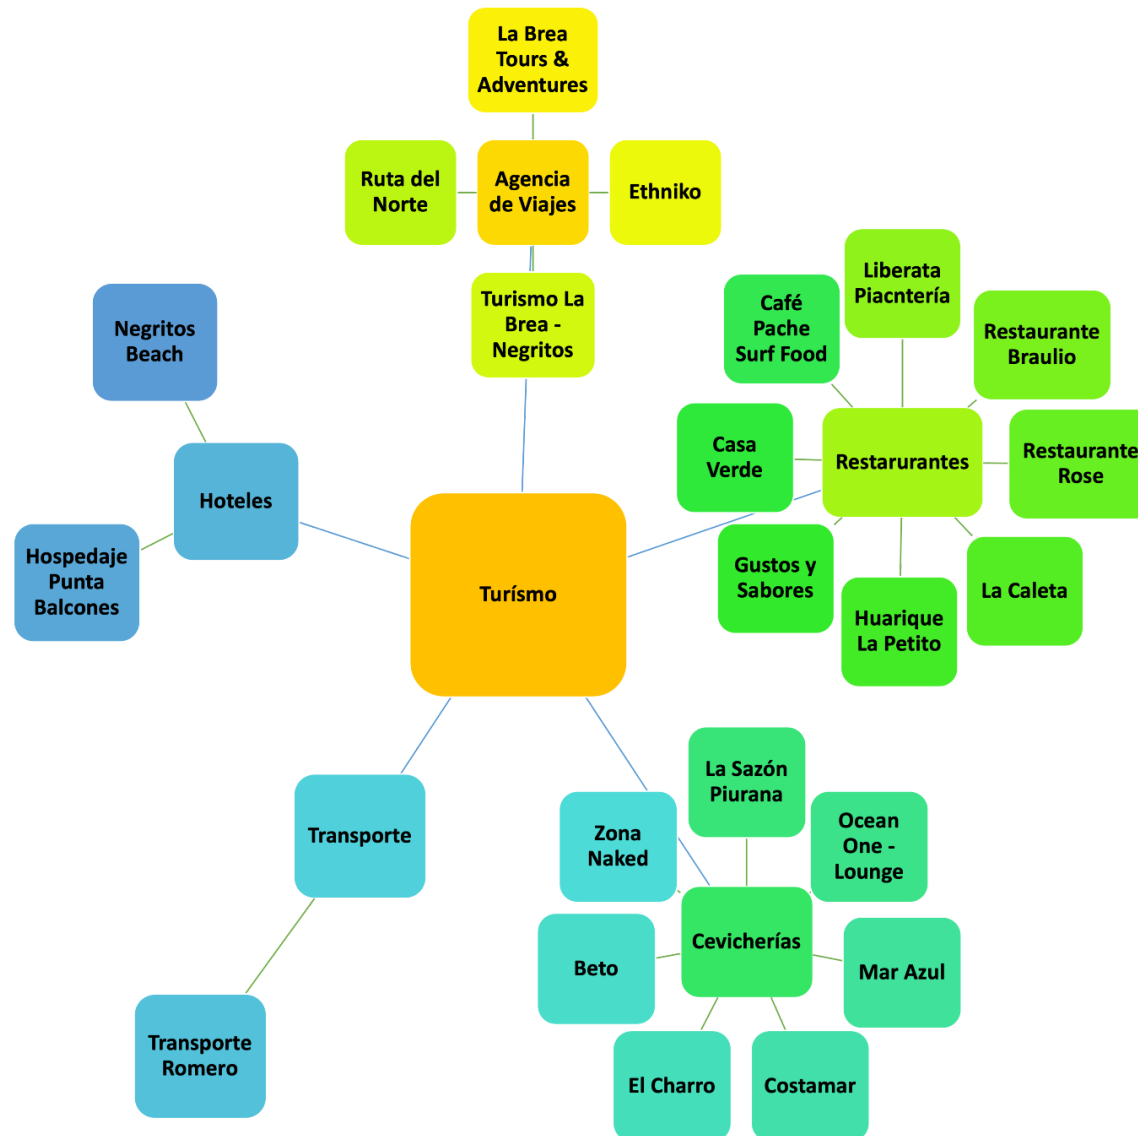 La Brea
Tours &
Adventures
Ruta del
Norte
Agencia
de Viajes
Ethniko
Turismo La
Brea -
Negritos
Liberata
Piacntería
Café
Pache
Surf Food
Restaurante
Braulio
Negritos
Beach
Casa
Verde
Restarurantes
Restaurante
Rose
Hoteles
Hospedaje
Punta
Balcones
Turísmo
Gustos y
Sabores
La Caleta
Huarique
La Petito
La Sazón
Piurana
Transporte
Zona
Naked
Ocean
One -
Lounge
Cevicherías
Beto
Mar Azul
Transporte
Romero
El Charro
Costamar